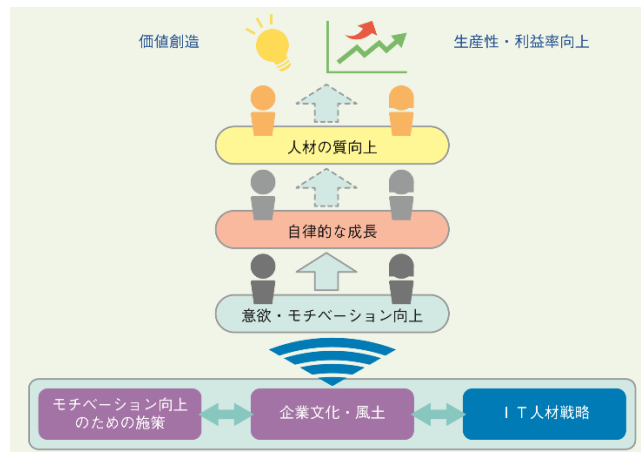 価値創造
生産性・利益率向上
人材の質向上
自律的な成長
意欲・モチベーション向上
モチベーション向上
のための施策
企業文化・風土
ＩＴ人材戦略